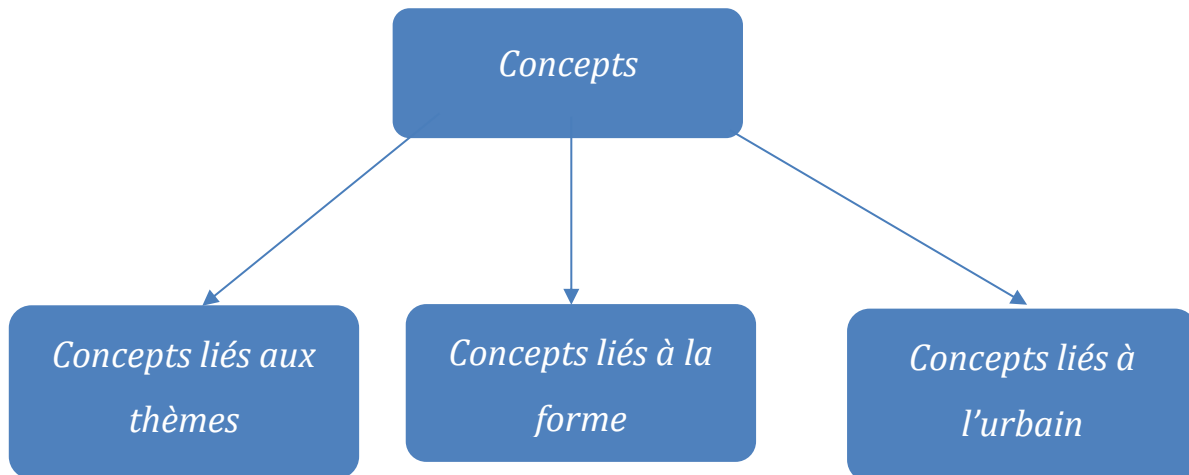 Concepts
Concepts liés aux
thèmes
Concepts liés à la
forme
Concepts liés à
l’urbain